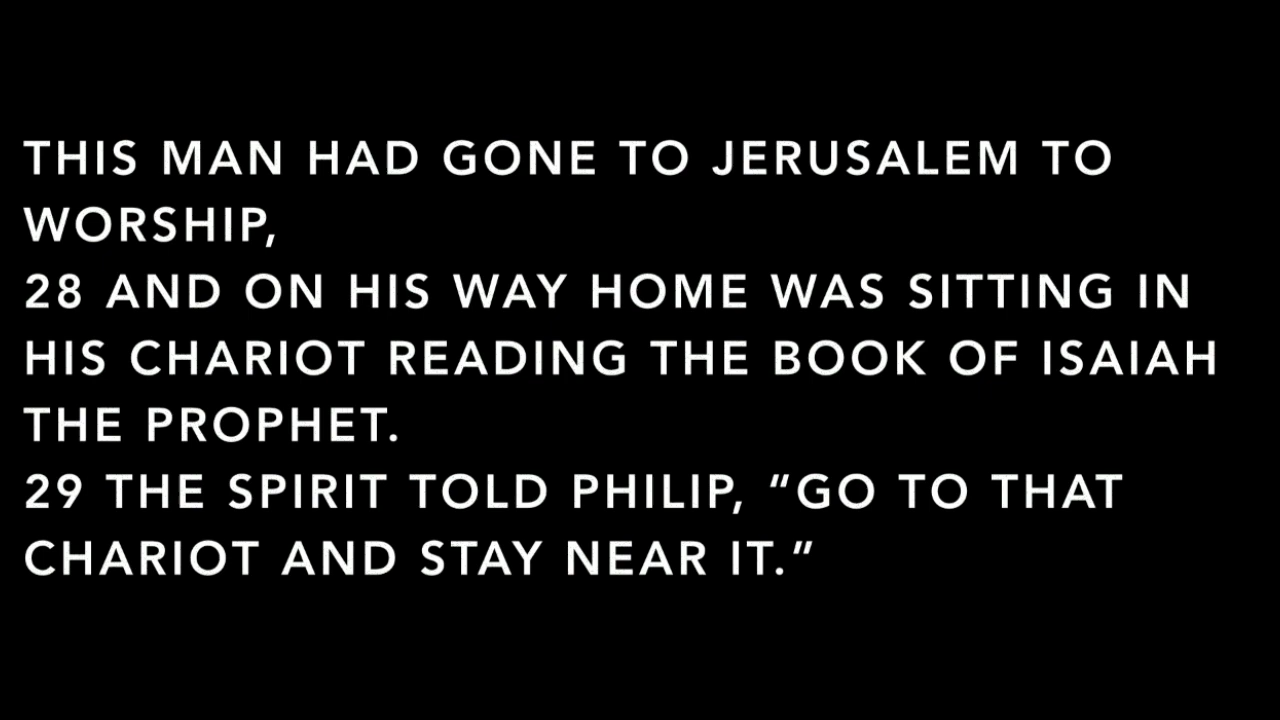 THIS MAN HAD GONE TO JERUSALEM TO
WORSHIP,
28 AND ON HIS WAY HOME WAS SITTING IN
HIS CHARIOT READING THE BOOK OF ISAIAH
THE PROPHET.
29 THE SPIRIT TOLD PHILIP, "GO TO THAT
CHARIOT AND STAY NEAR IT."